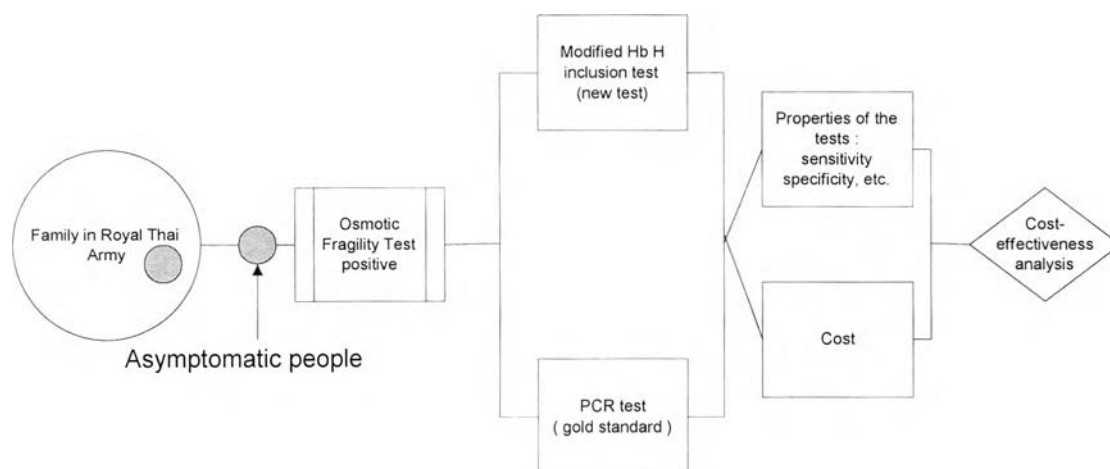 Family in Royal Thai
Army
Asymptomatic people
Osmotic
Fragility Test
positive
Modified Hb H
inclusion test
(new test)
PCR test
( gold standard )
Properties of the
tests :
sensitivity
specificity, etc.
Cost
Cost-
effectiveness
analysis